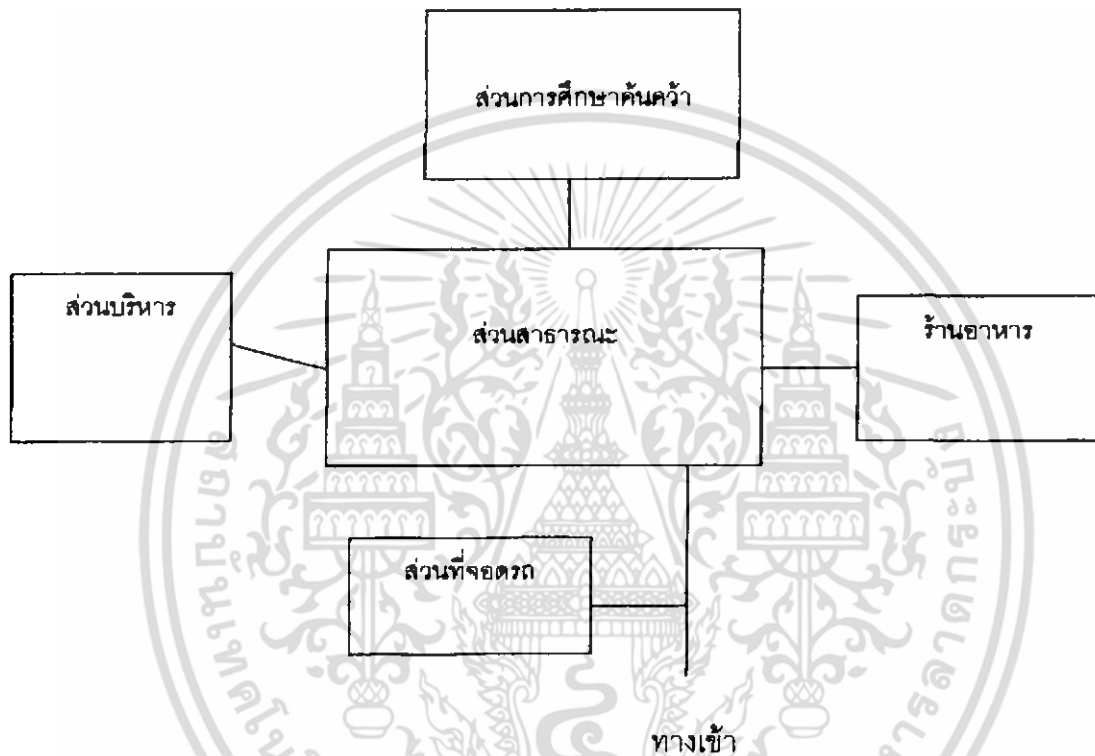 ส่วนการศึกษาค้นคว้า
ส่วนบริหาร
ส่วนสาธารณะ
ร้านอาหาร
ส่วนที่จอดรถ
ทางเข้า